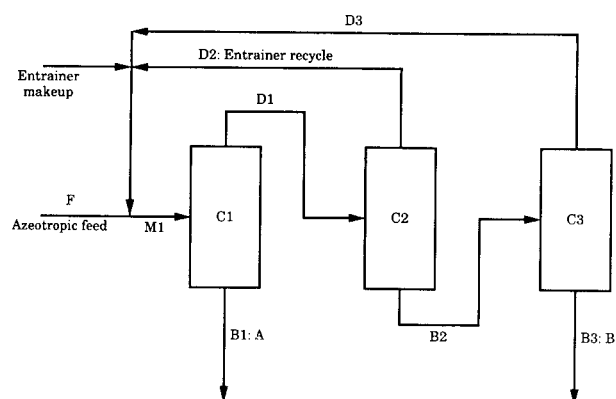 D3
D2: Entrainer recycle
Entrainer
makeup
D1
F
Azeotropic feed
M1
C1
C2
C3
B1: A
B2
B3: B